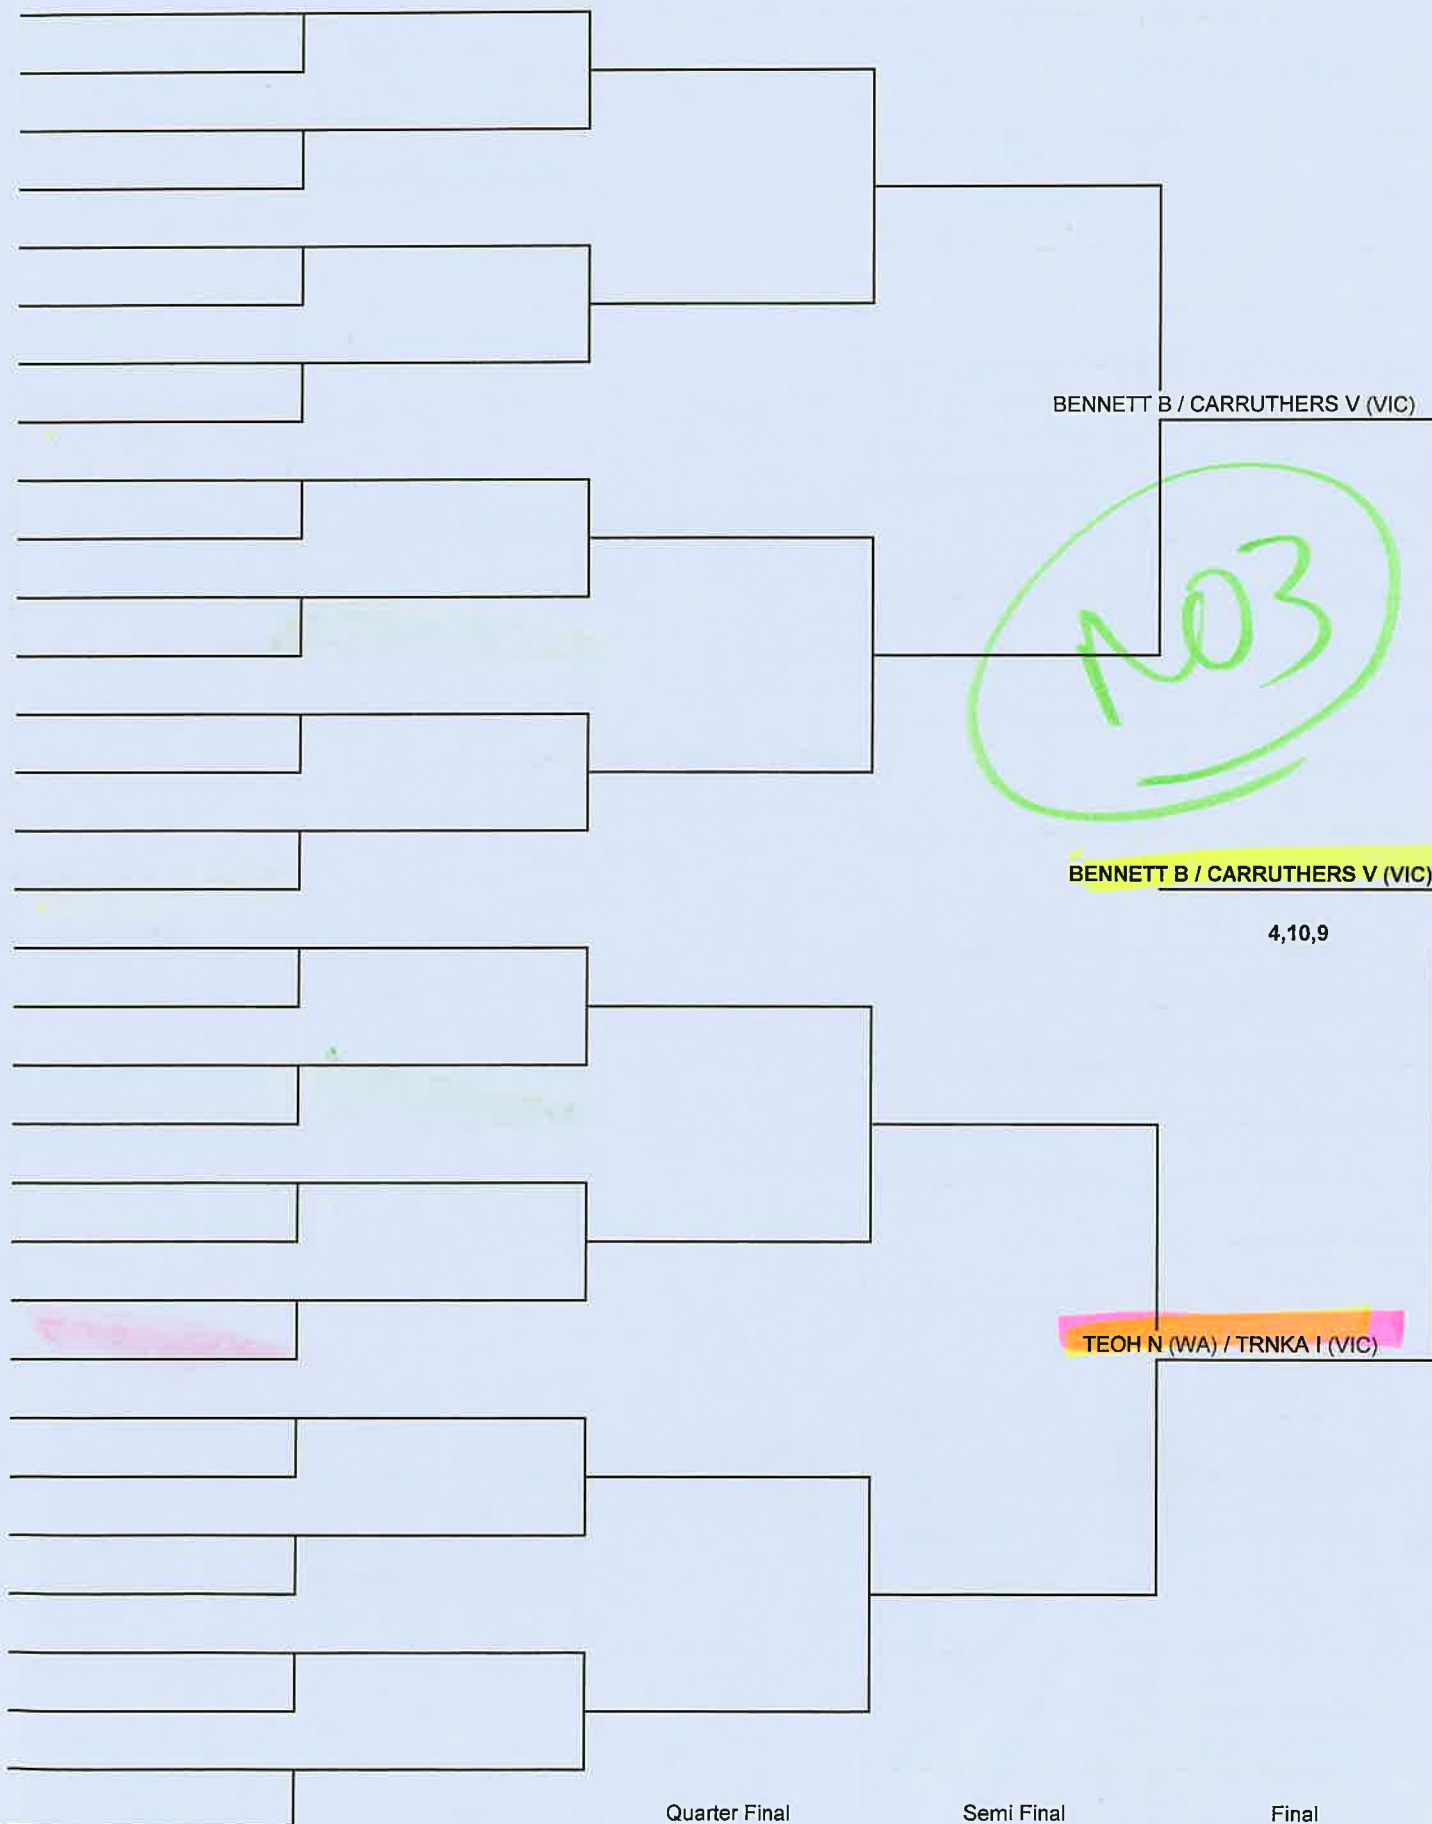 BENNETT B / CARRUTHERS V (VIC)
NO3
BENNETT B / CARRUTHERS V (VIC)
4,10,9
TEOH N (WA) / TRNKA I (VIC)
Quarter Final
Semi Final
Final